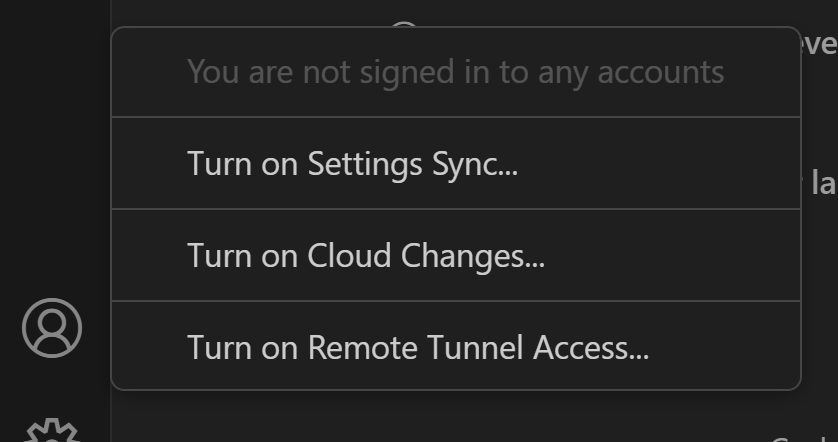 You are not signed in to any accounts
Turn on Settings Sync...
Turn on Cloud Changes...
Turn on Remote Tunnel Access...